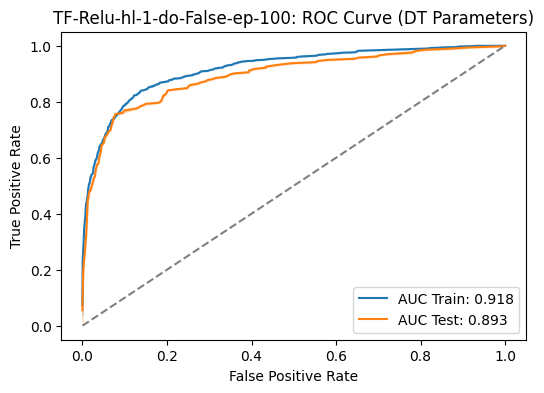 TF-Relu-hl-1-do-False-ep-100: ROC Curve (DT Parameters)
True Positive Rate
1.0
0.8
0.6
0.4
0.2
0.0
AUC Train: 0.918
AUC Test: 0.893
0.0 0.2 0.4 0.6 0.8 1.0
False Positive Rate